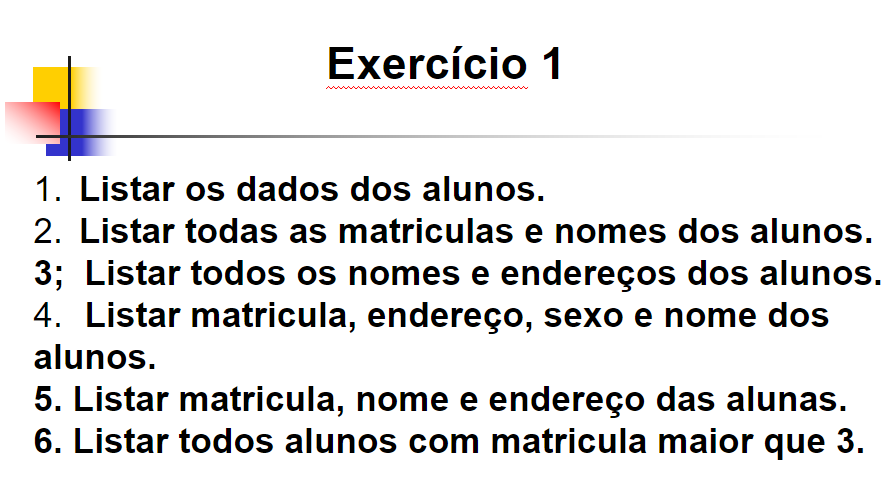 Exercício 1
1. Listar os dados dos alunos.
2. Listar todas as matriculas e nomes dos alunos.
3; Listar todos os nomes e endereços dos alunos.
4. Listar matricula, endereço, sexo e nome dos
alunos.
5. Listar matricula, nome e endereço das alunas.
6. Listar todos alunos com matricula maior que 3.